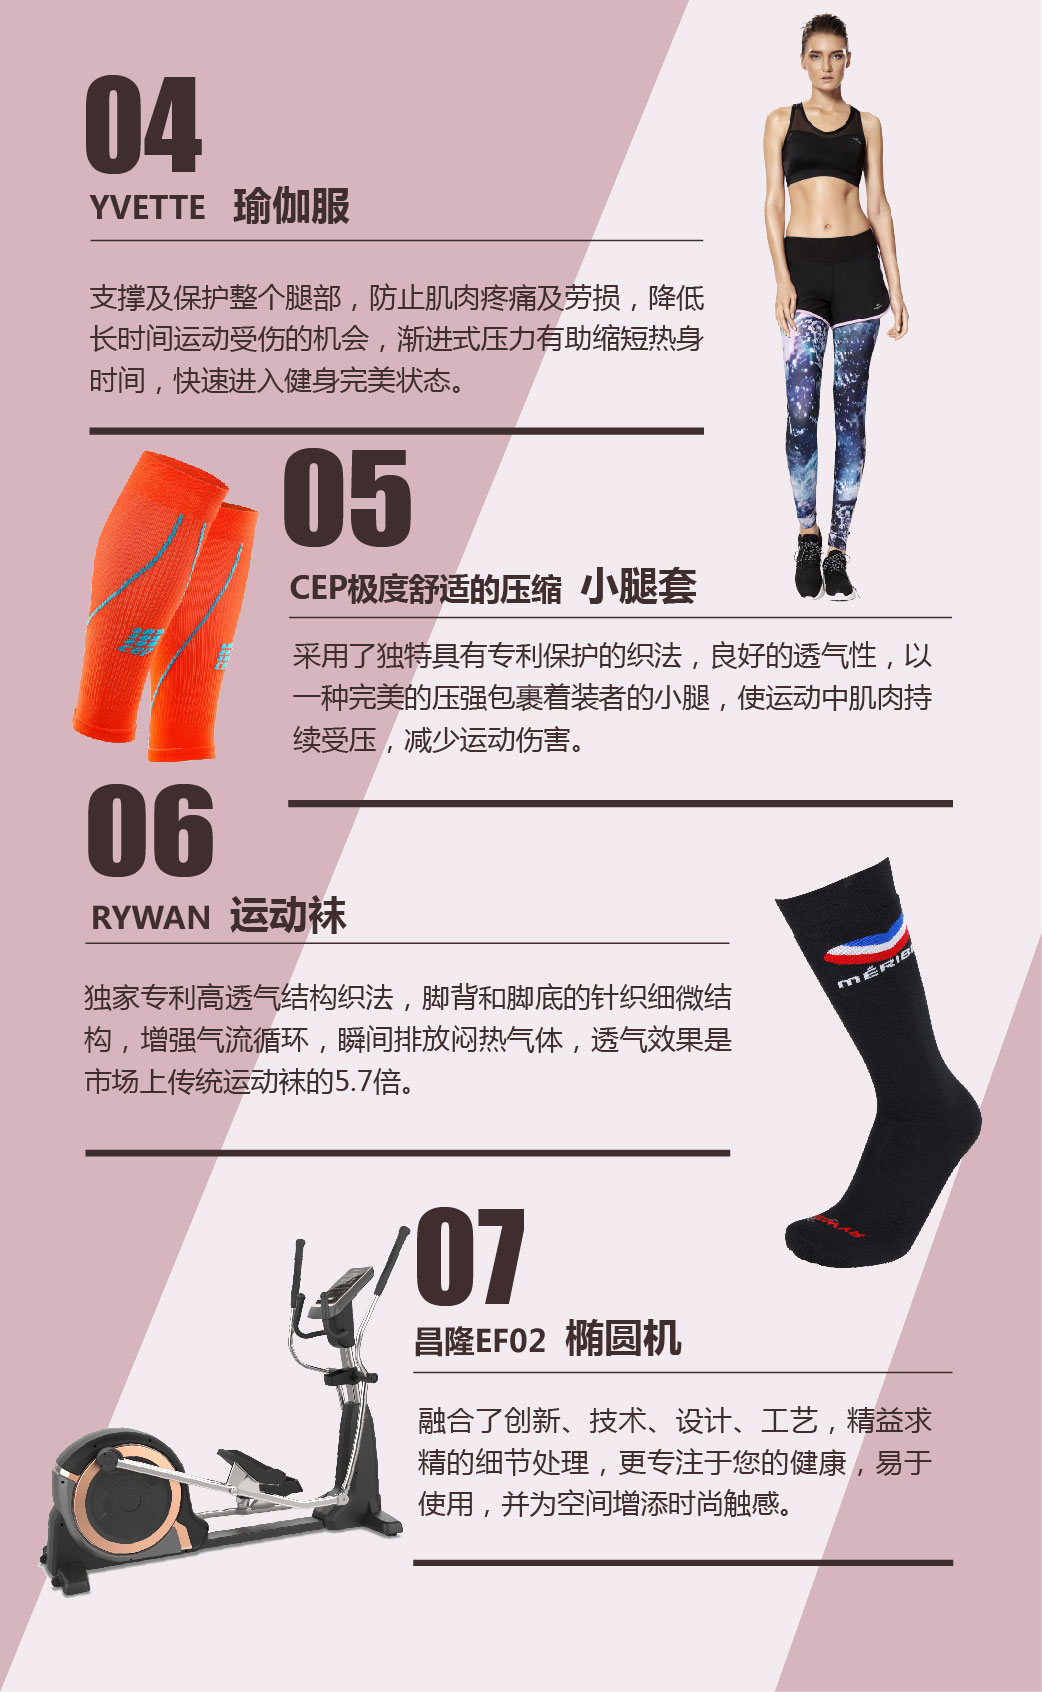 04
YVETTE 瑜伽服
支撑及保护整个腿部，防止肌肉疼痛及劳损，降低
长时间运动受伤的机会，渐进式压力有助缩短热身
时间，快速进入健身完美状态。
05
CEP极度舒适的压缩 小腿套
采用了独特具有专利保护的织法，良好的透气性，以
一种完美的压强包裹着装者的小腿，使运动中肌肉持
续受压，减少运动伤害。
06
RYWAN 运动袜
MÉRIB
独家专利高透气结构织法，脚背和脚底的针织细微结
构，增强气流循环，瞬间排放闷热气体，透气效果是
市场上传统运动袜的5.7倍。
07
昌隆EF02 椭圆机
融合了创新、技术、设计、工艺，精益求
精的细节处理，更专注于您的健康，易于
使用，并为空间增添时尚触感。